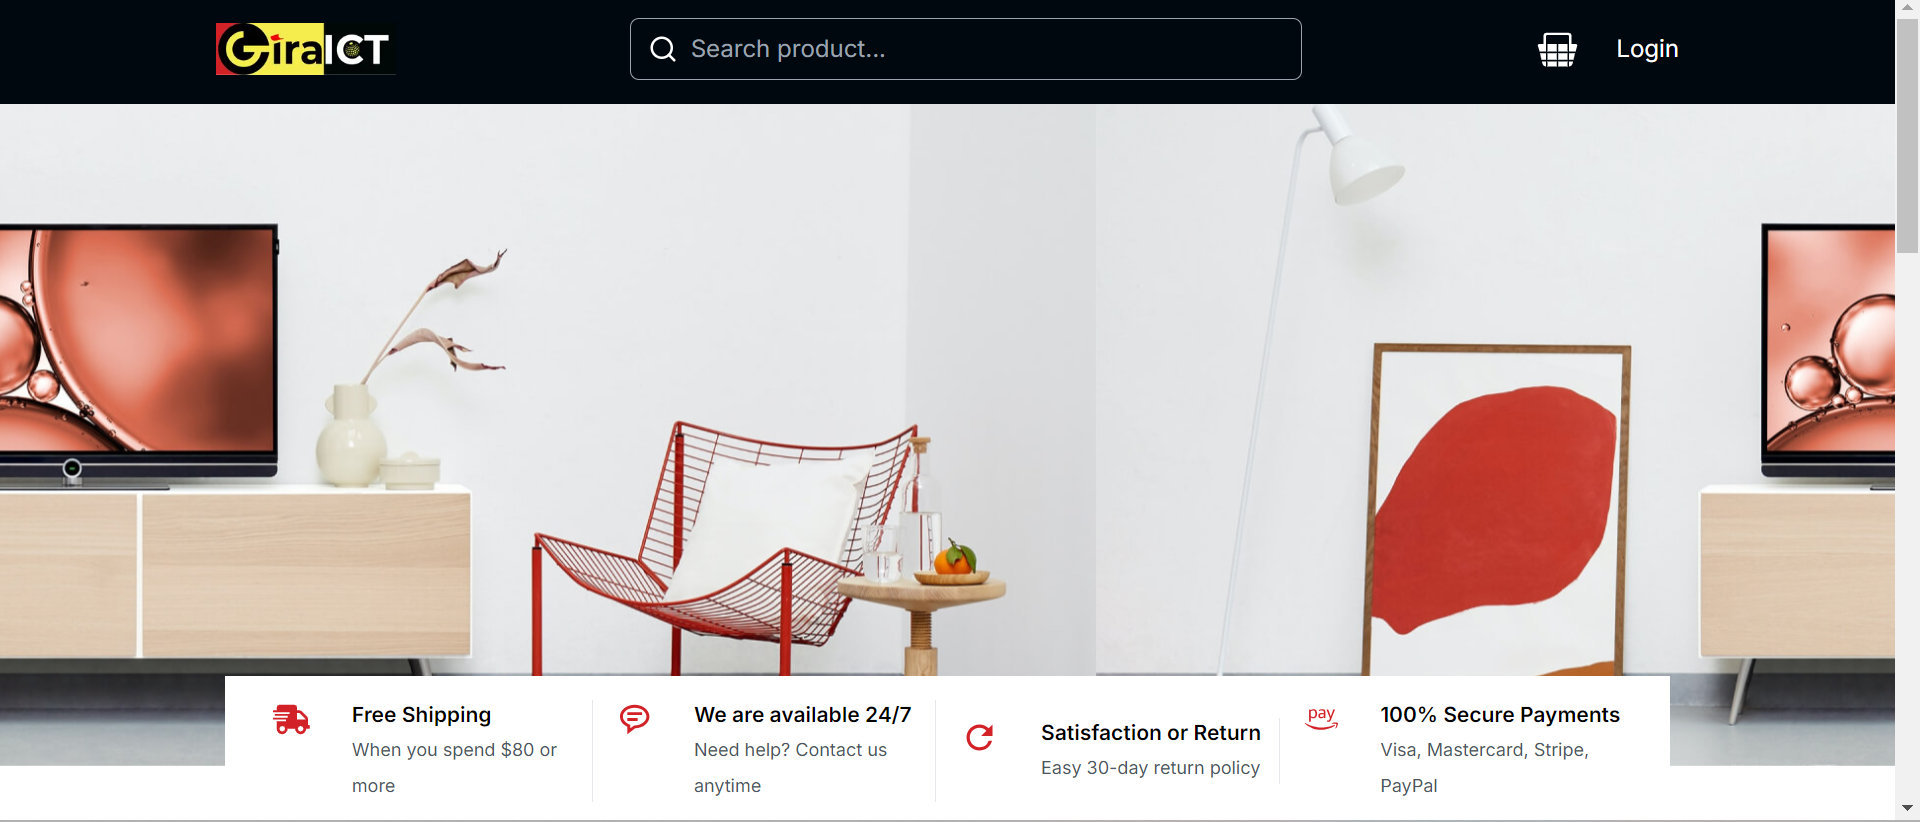 GiraICT
Search product...
Login
Free Shipping
When you spend $80 or
more
We are available 24/7
Need help? Contact us
anytime
Satisfaction or Return
Easy 30-day return policy
pay
100% Secure Payments
Visa, Mastercard, Stripe,
PayPal